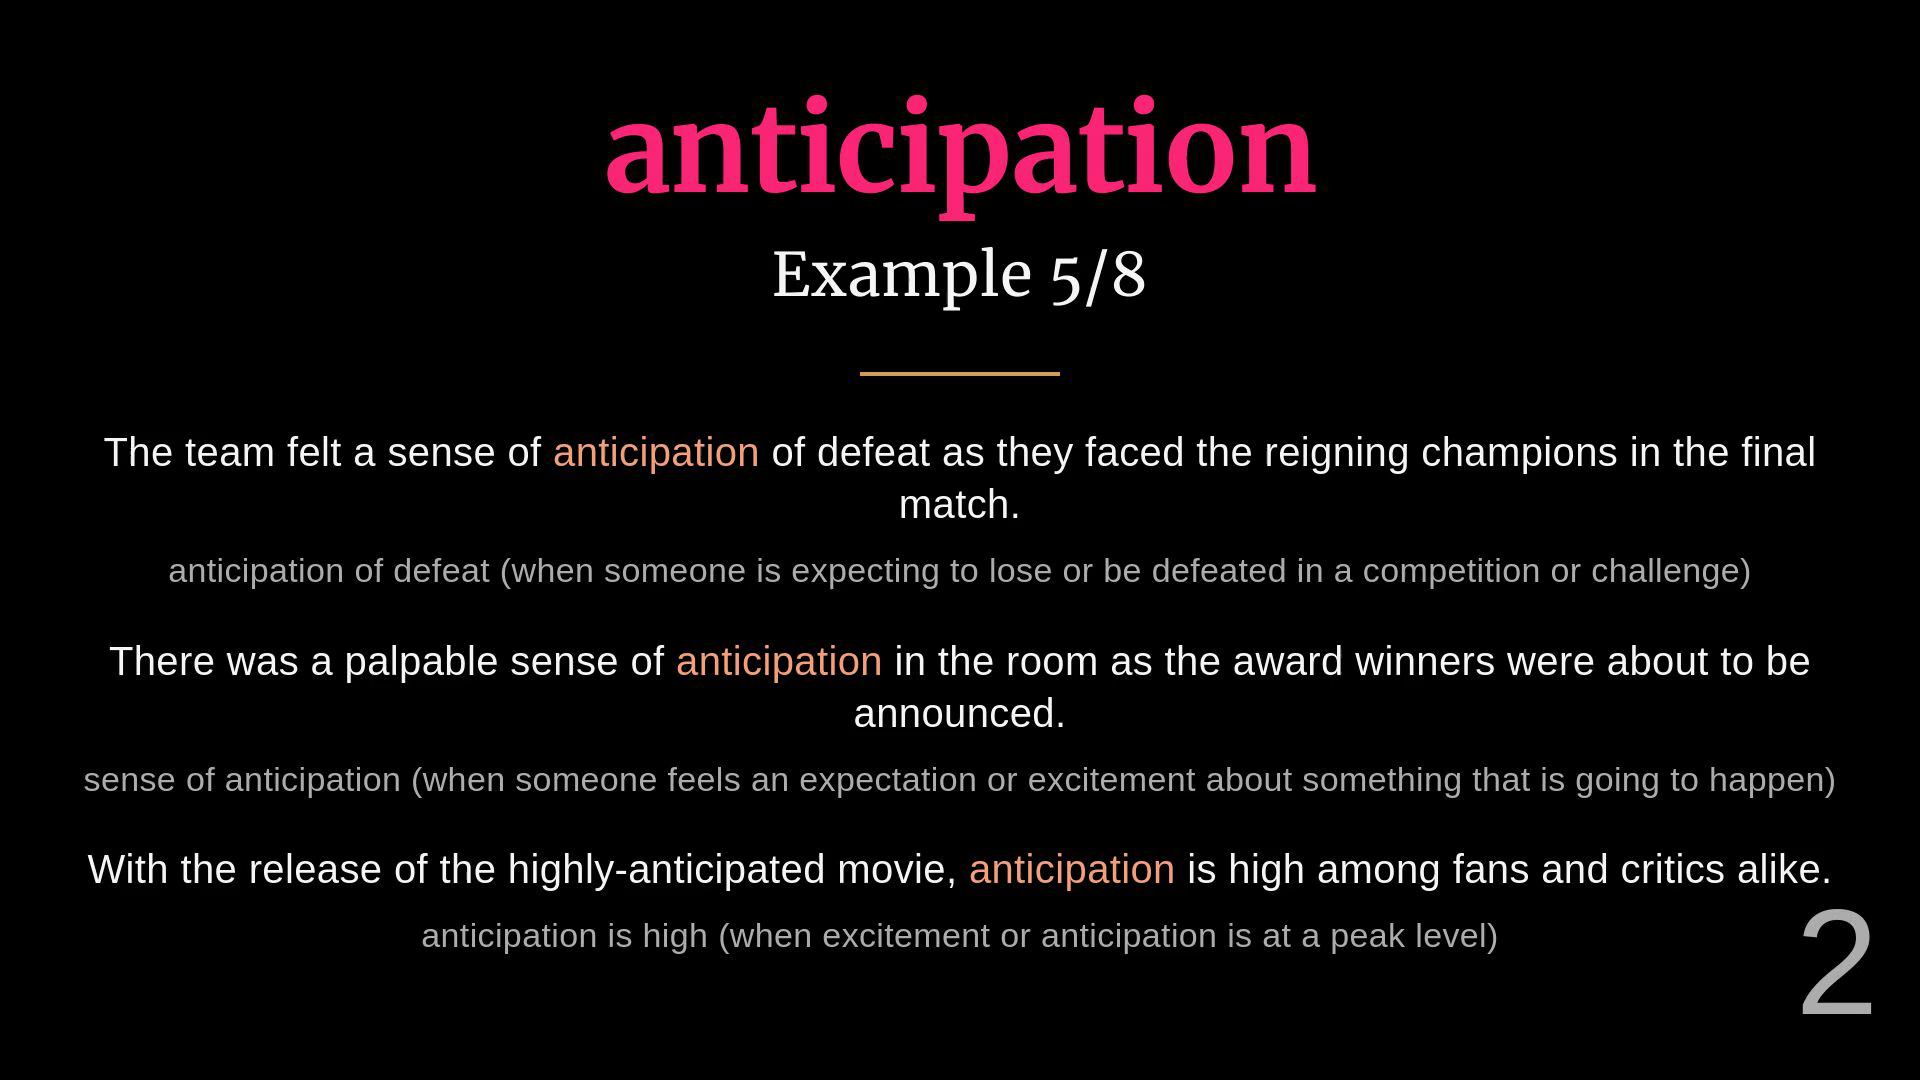 anticipation
Example 5/8
The team felt a sense of anticipation of defeat as they faced the reigning champions in the final
match.
anticipation of defeat (when someone is expecting to lose or be defeated in a competition or challenge)
There was a palpable sense of anticipation in the room as the award winners were about to be
announced.
sense of anticipation (when someone feels an expectation or excitement about something that is going to happen)
With the release of the highly-anticipated movie, anticipation is high among fans and critics alike.
anticipation is high (when excitement or anticipation is at a peak level)
2